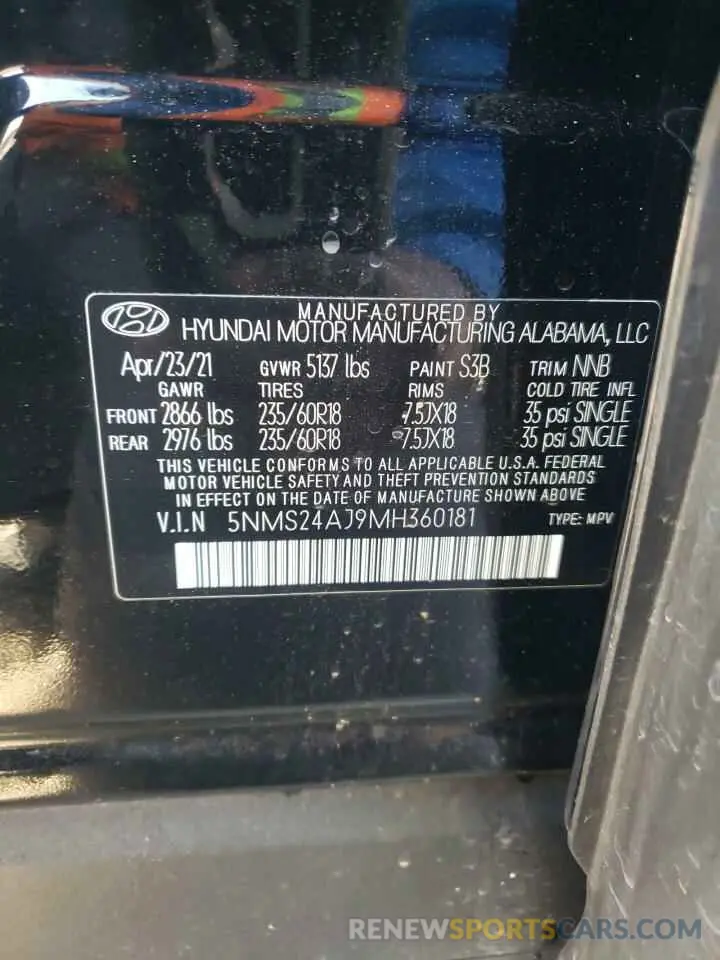 MANUFACTURED BY
HYUNDAI MOTOR MANUFACTURING ALABAMA, LLC
Apr/23/21 GVWR 5137 lbs PAINT S3B TRIM NNB
GAWR TIRES RIMS COLD TIRE INFL
FRONT 2866 lbs 235/60R18 7.5JX18 35 psi SINGLE
REAR 2976 lbs 235/60R18 7.5JX18 35 psi SINGLE
THIS VEHICLE CONFORMS TO ALL APPLICABLE U.S.A. FEDERAL
MOTOR VEHICLE SAFETY AND THEFT PREVENTION STANDARDS
IN EFFECT ON THE DATE OF MANUFACTURE SHOWN ABOVE
V.I.N 5NMS24AJ9MH360181 TYPE: MPV
RENEWSPORTSCARS.COM